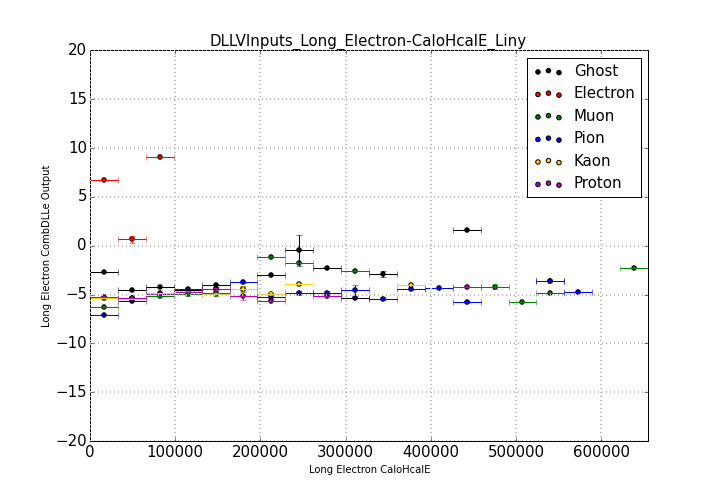 DLLVInputs_Long_Electron-CaloHcalE_Liny
20
15
10
5
0
−5
−10
−15
−20
Long Electron CombDLLe Output
Ghost
Electron
Muon
Pion
Kaon
Proton
0 100000 200000 300000 400000 500000 600000
Long Electron CaloHcalE